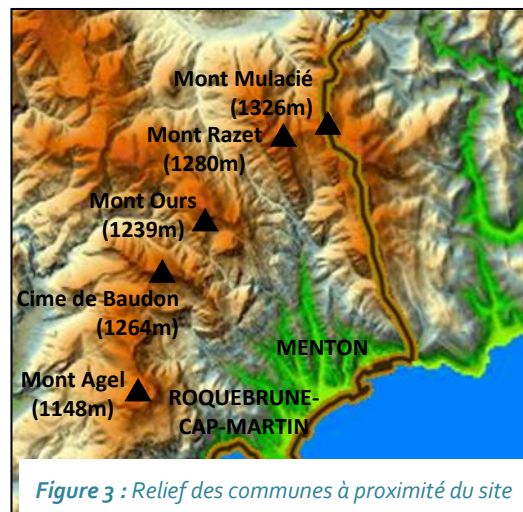 Mont Mulacié
(1326m)
Mont Razet
(1280m)
Mont Ours
(1239m)
Cime de Baudon
(1264m)
MENTON
Mont Agel
(1148m)
ROQUEBRUNE-
CAP-MARTIN
Figure 3 : Relief des communes à proximité du site